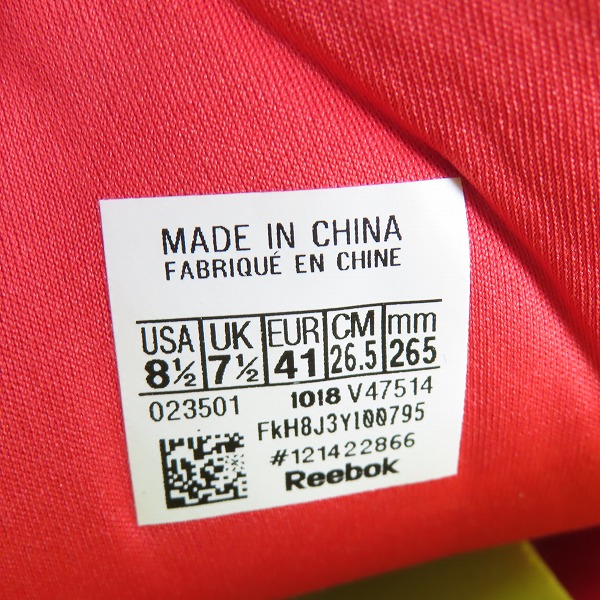 MADE IN CHINA
FABRIQUÉ EN CHINE
USA UK EUR CM mm
8½ 7½ 41 26.5 265
023501 1018 V47514
FkH8J3Yl00795
#121422866
Reebok